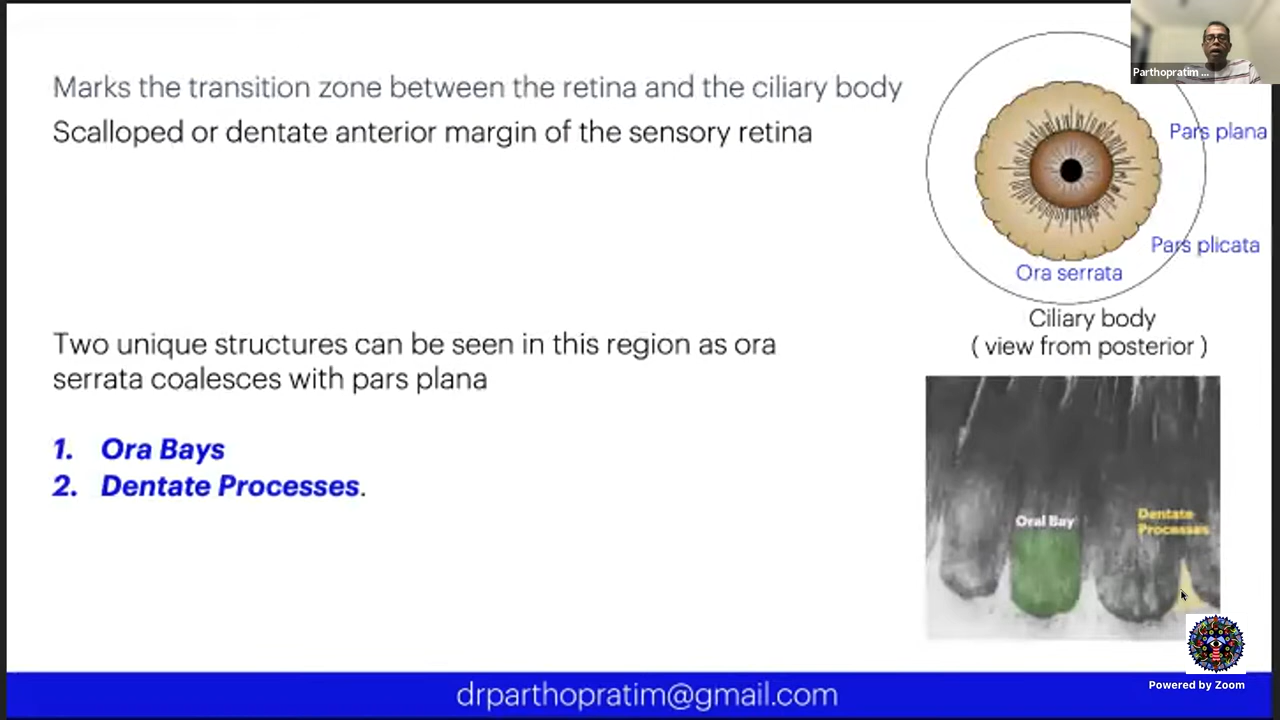 Marks the transition zone between the retina and the ciliary body
Scalloped or dentate anterior margin of the sensory retina
Two unique structures can be seen in this region as ora
serrata coalesces with pars plana
1. Ora Bays
2. Dentate Processes.
Parthopratim ...
Pars plana
Pars plicata
Ora serrata
Ciliary body
( view from posterior )
Oral Bay
Dentate
Processes
Powered by Zoom
drparthopratim@gmail.com